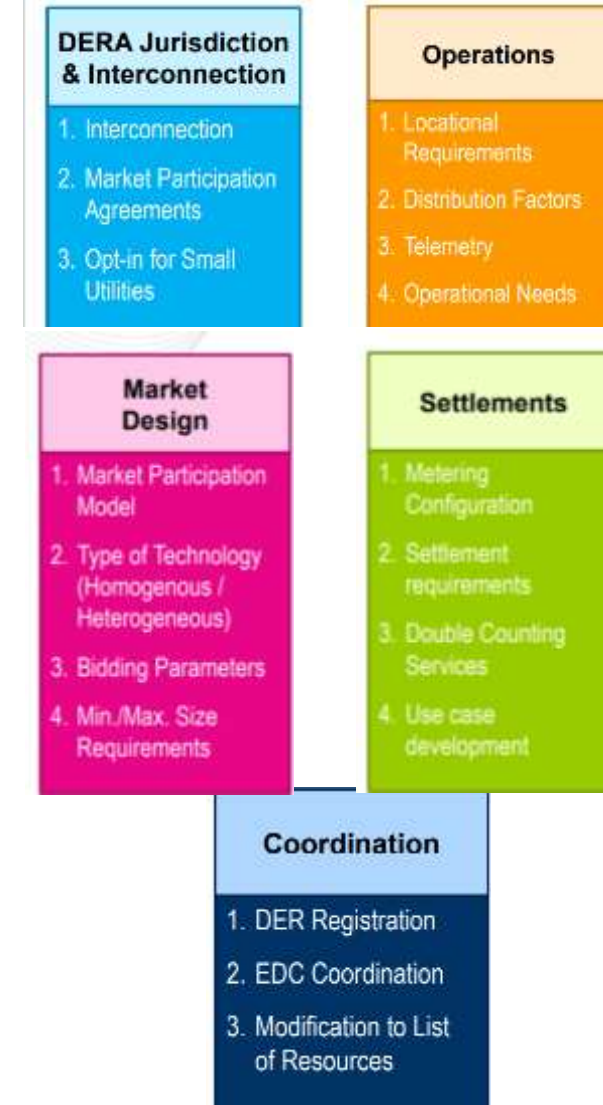 DERA Jurisdiction
& Interconnection
1. Interconnection
2. Market Participation
Agreements
3. Opt-in for Small
Utilities
Operations
1. Locational
Requirements
2. Distribution Factors
3. Telemetry
4. Operational Needs
Market
Design
1. Market Participation
Model
2. Type of Technology
(Homogenous /
Heterogeneous)
3. Bidding Parameters
4. Min./Max. Size
Requirements
Settlements
1. Metering
Configuration
2. Settlement
requirements
3. Double Counting
Services
4. Use case
development
Coordination
1. DER Registration
2. EDC Coordination
3. Modification to List
of Resources